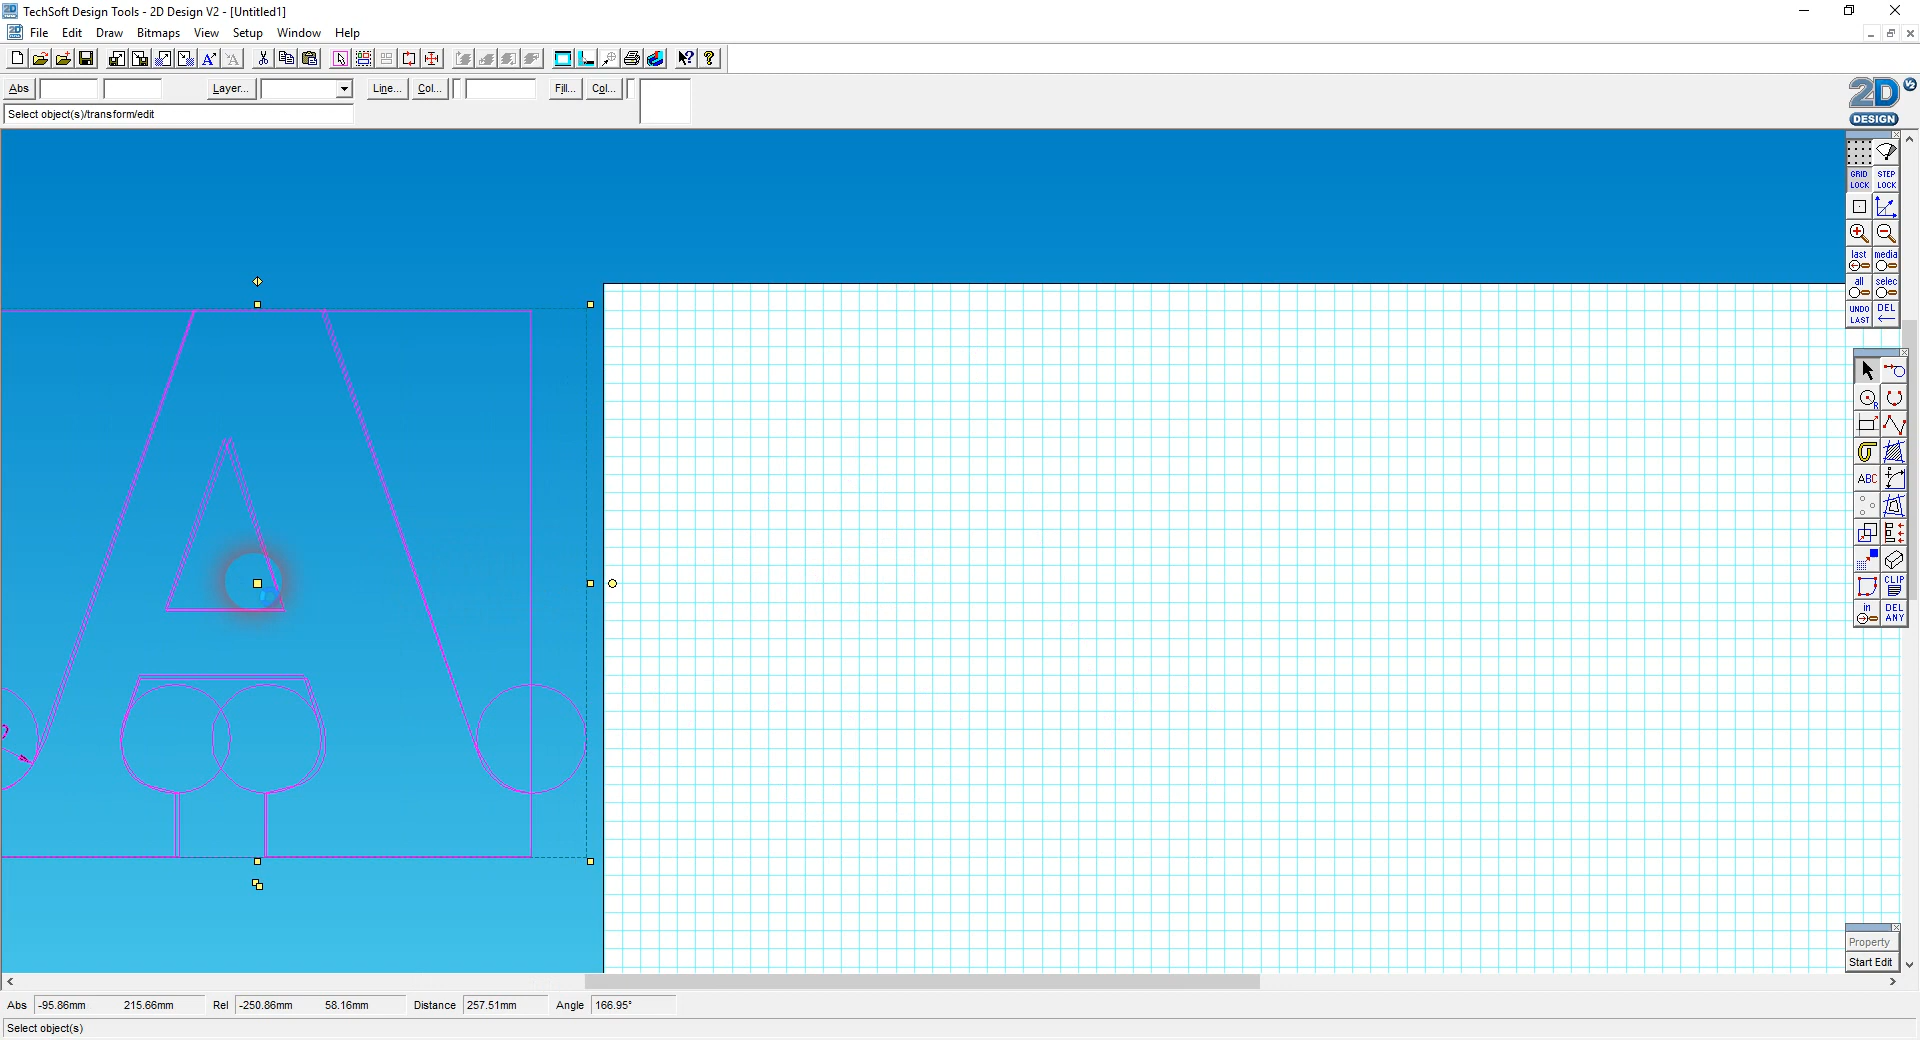 TechSoft Design Tools - 2D Design V2 - [Untitled1]
File Edit Draw Bitmaps View Setup Window Help
Abs Layer... Line... Col... Fill... Col...
Select object(s)/transform/edit
2D V2
DESIGN
GRID LOCK STEP LOCK
last media
all selec
UNDO LAST DEL
R
ABC
CLIP
in DEL ANY
Property
Start Edit
Abs -95.86mm 215.66mm Rel -250.86mm 58.16mm Distance 257.51mm Angle 166.95°
Select object(s)